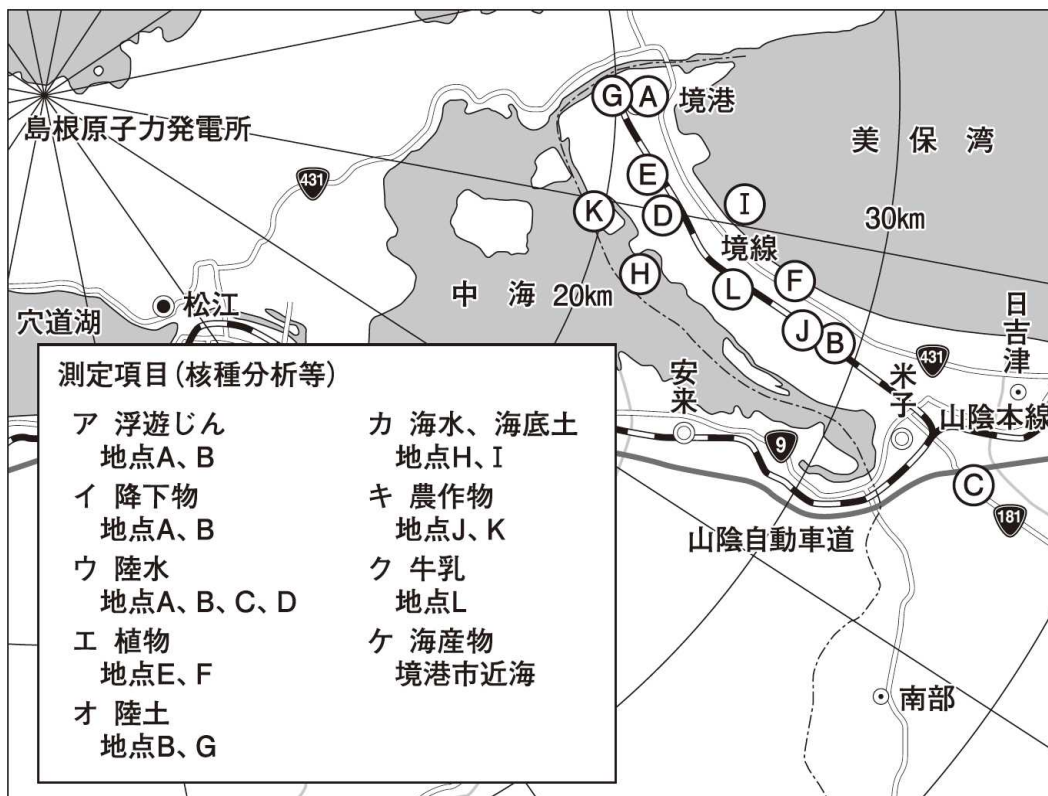 島根原子力発電所
431
G
A
境港
美保湾
E
K
D
I
30km
境線
H
F
中海
20km
L
松江
宍道湖
J
B
日吉津
431
米子
安来
山陰本線
9
C
181
山陰自動車道
南部
測定項目(核種分析等)
ア 浮遊じん
地点A、B
イ 降下物
地点A、B
ウ 陸水
地点A、B、C、D
エ 植物
地点E、F
オ 陸土
地点B、G
カ 海水、海底土
地点H、I
キ 農作物
地点J、K
ク 牛乳
地点L
ケ 海産物
境港市近海